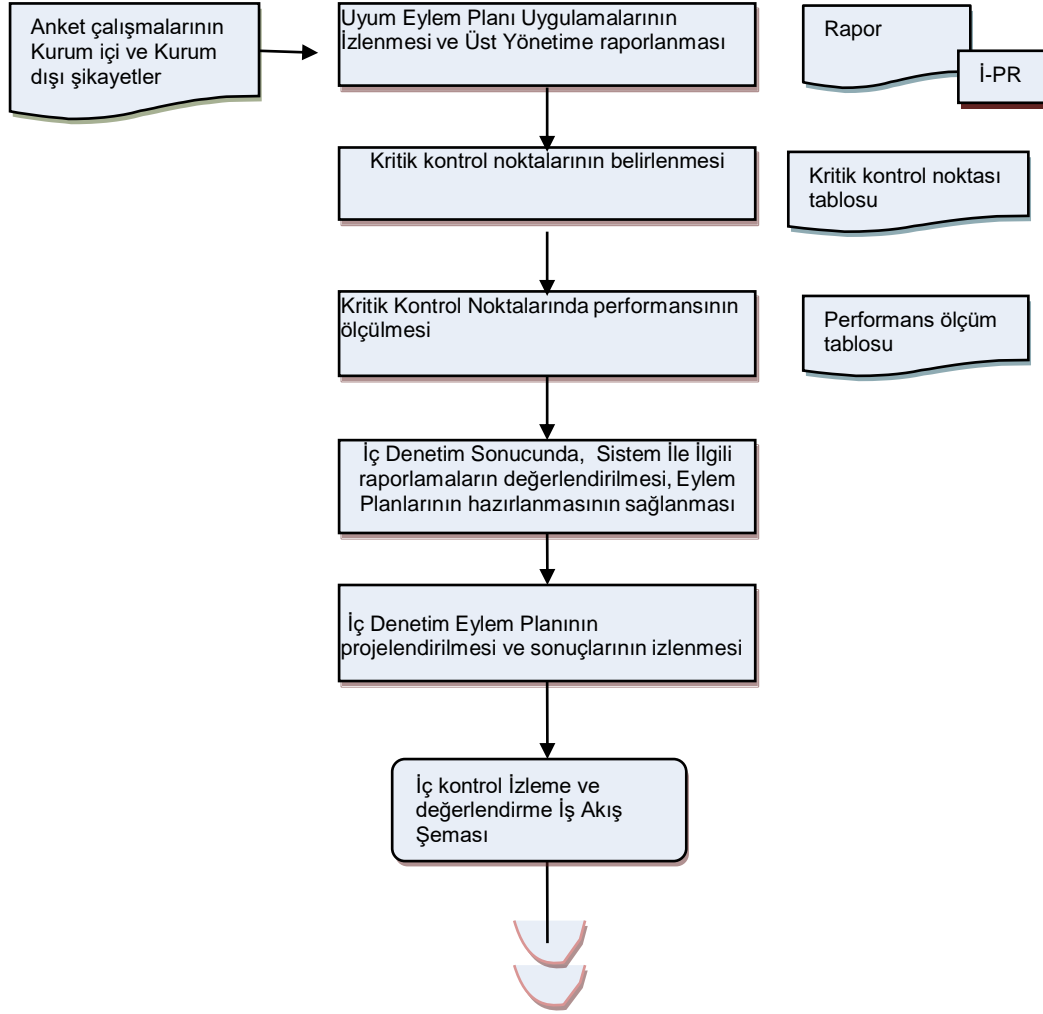 Anket çalışmalarının
Kurum içi ve Kurum
dışı şikayetler
Uyum Eylem Planı Uygulamalarının
İzlenmesi ve Üst Yönetime raporlanması
Rapor
İ-PR
Kritik kontrol noktalarının belirlenmesi
Kritik kontrol noktası
tablosu
Kritik Kontrol Noktalarında performansının
ölçülmesi
Performans ölçüm
tablosu
İç Denetim Sonucunda, Sistem İle İlgili
raporlamaların değerlendirilmesi, Eylem
Planlarının hazırlanmasının sağlanması
İç Denetim Eylem Planının
projelendirilmesi ve sonuçlarının izlenmesi
İç kontrol İzleme ve
değerlendirme İş Akış
Şeması